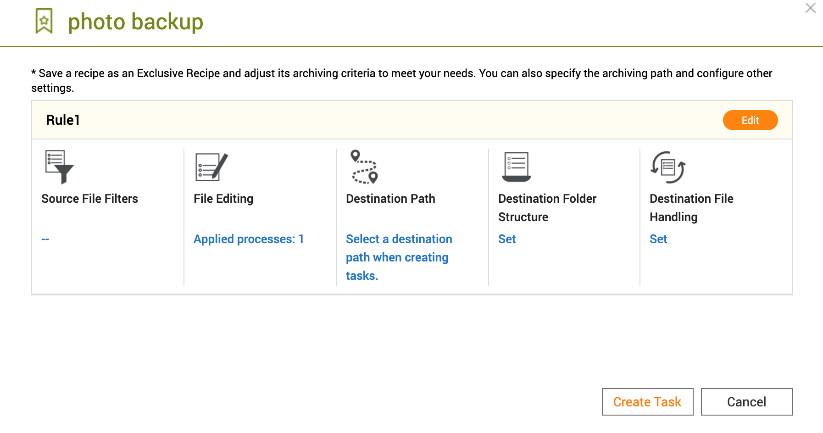 photo backup
* Save a recipe as an Exclusive Recipe and adjust its archiving criteria to meet your needs. You can also specify the archiving path and configure other
settings.
Rule1
Edit
Source File Filters
File Editing
Destination Path
Destination Folder
Structure
Destination File
Handling
--
Applied processes: 1
Select a destination
path when creating
tasks.
Set
Set
Create Task
Cancel